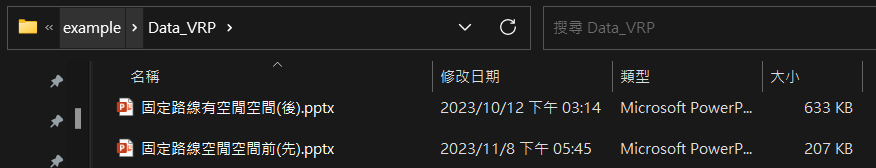 « example > Data_VRP > 搜尋 Data_VRP
名稱 修改日期 類型 大小
固定路線有空閒空間(後).pptx 2023/10/12 下午 03:14 Microsoft PowerP... 633 KB
固定路線空閒空間前(先).pptx 2023/11/8 下午 05:45 Microsoft PowerP... 207 KB